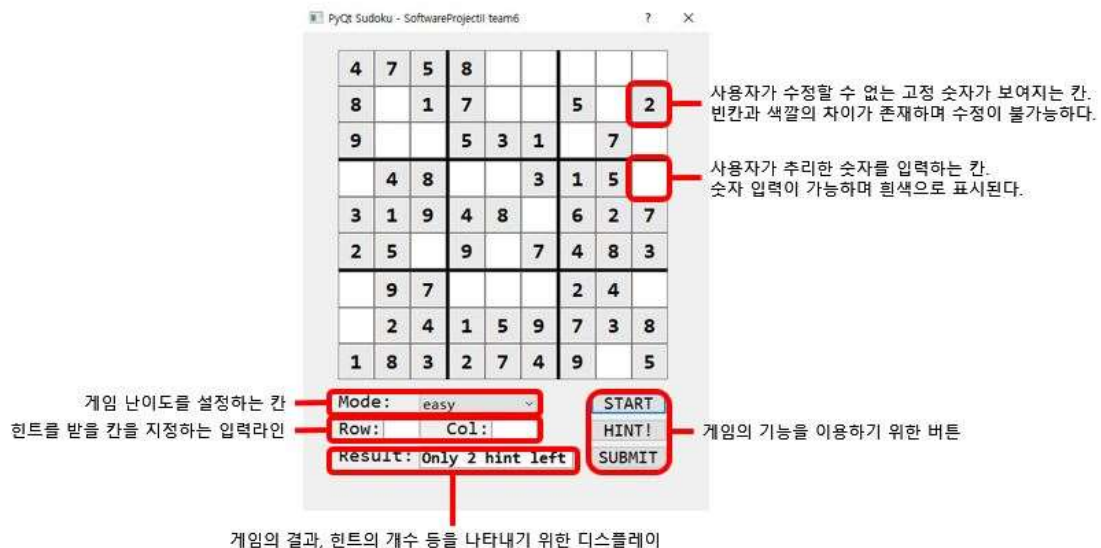 PyQt Sudoku - SoftwareProjectII team6 ? ×
4 7 5 8
8 1 7 5 2
9 5 3 1 7
4 8 3 1 5
3 1 9 4 8 6 2 7
2 5 9 7 4 8 3
9 7 2 4
2 4 1 5 9 7 3 8
1 8 3 2 7 4 9 5
사용자가 수정할 수 없는 고정 숫자가 보여지는 칸.
빈칸과 색깔의 차이가 존재하며 수정이 불가능하다.
사용자가 추리한 숫자를 입력하는 칸.
숫자 입력이 가능하며 흰색으로 표시된다.
게임 난이도를 설정하는 칸
Mode: easy
START
힌트를 받을 칸을 지정하는 입력라인
Row: Col:
HINT!
게임의 기능을 이용하기 위한 버튼
Result: Only 2 hint left
SUBMIT
게임의 결과, 힌트의 개수 등을 나타내기 위한 디스플레이